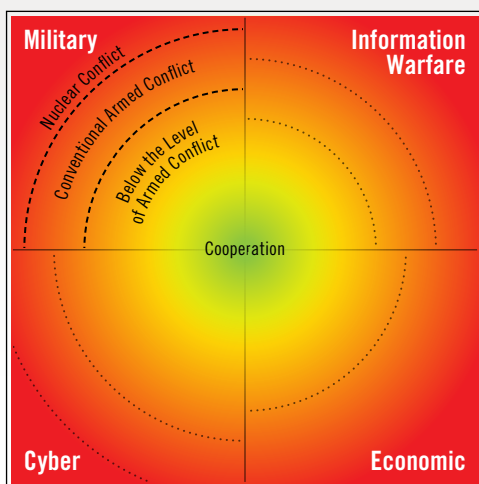 Military
Information
Warfare
Nuclear Conflict
Conventional Armed Conflict
Below the Level
of Armed Conflict
Cooperation
Cyber
Economic